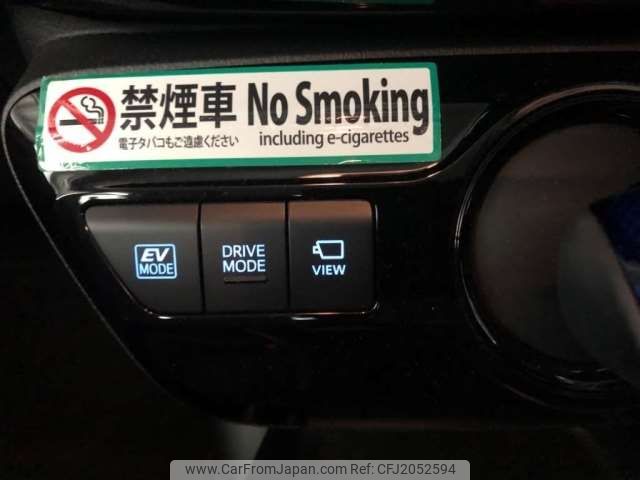 禁煙車 No Smoking
電子タバコもご遠慮ください including e-cigarettes
EV MODE
DRIVE MODE
VIEW
www.CarFromJapan.com | CFJ2052594